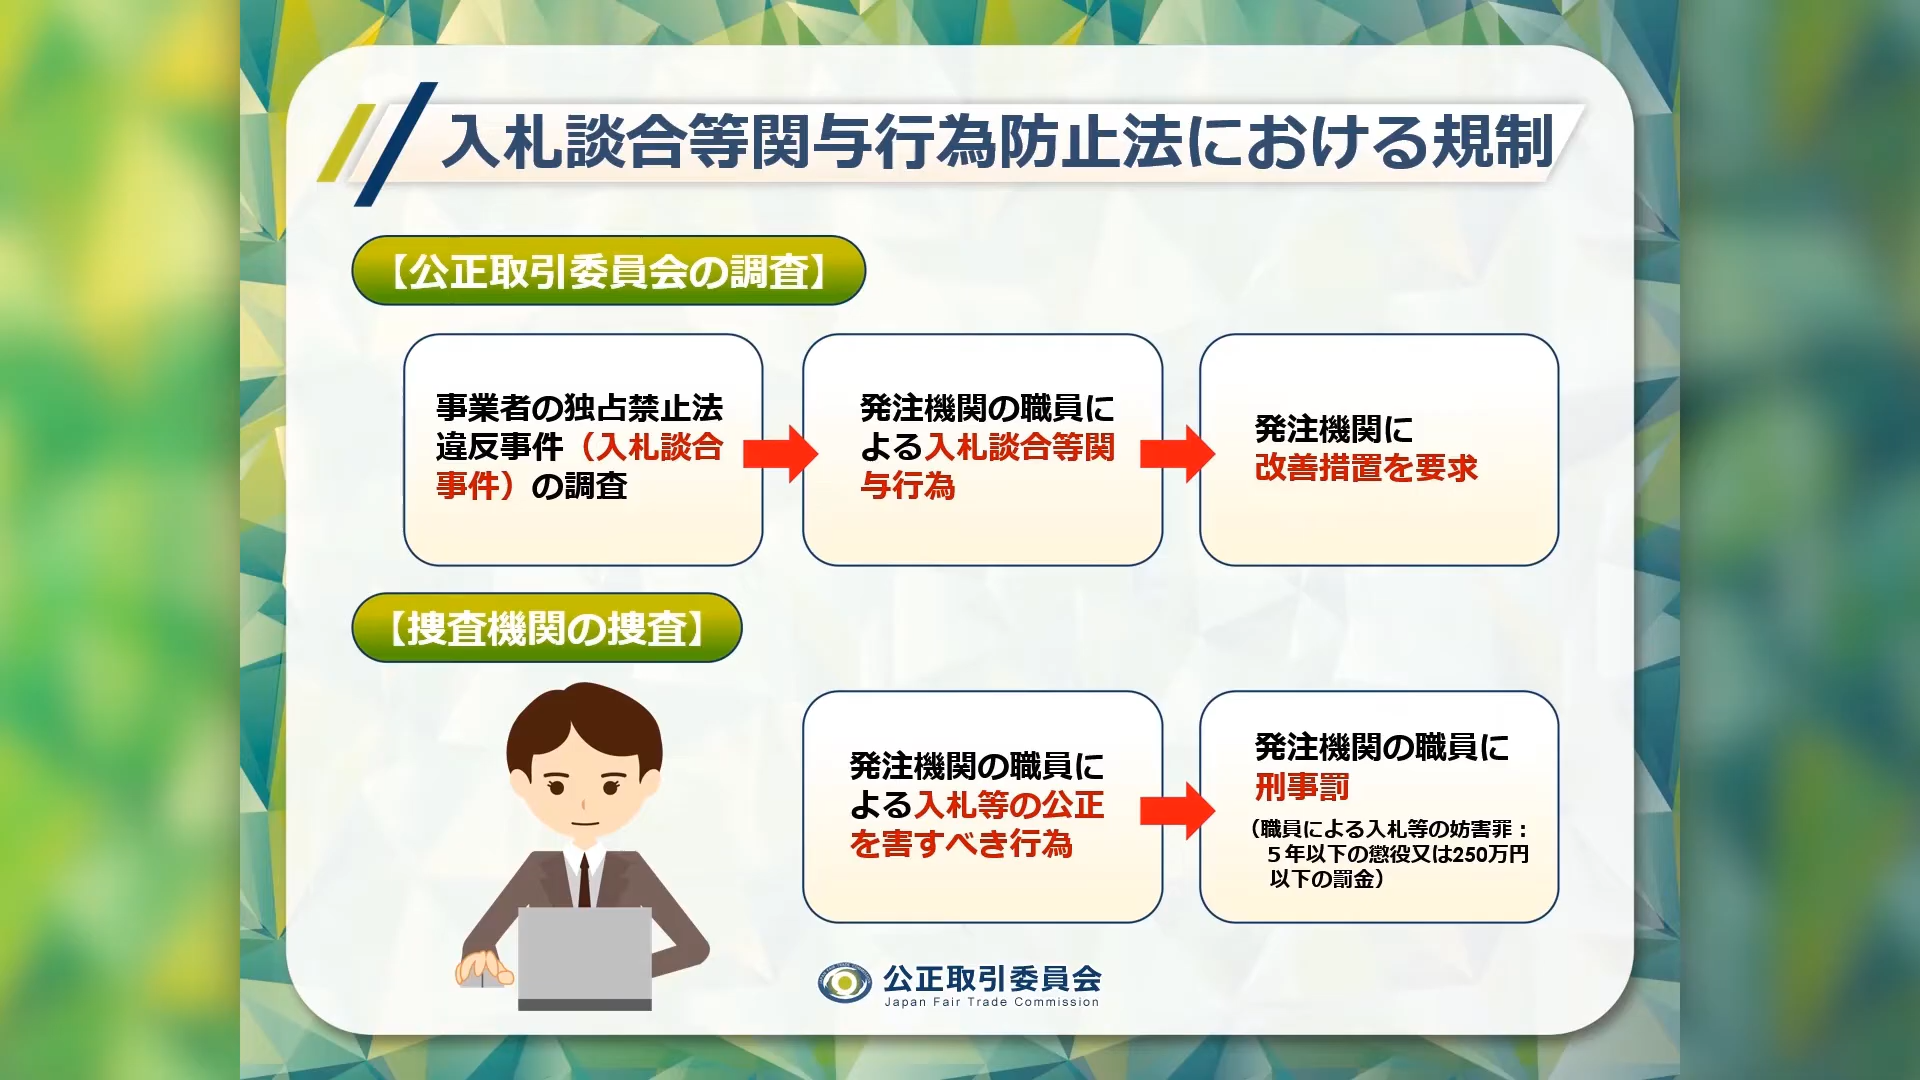 入札談合等関与行為防止法における規制
【公正取引委員会の調査】
事業者の独占禁止法
違反事件（入札談合
事件）の調査
発注機関の職員に
よる入札談合等関
与行為
発注機関に
改善措置を要求
【捜査機関の捜査】
発注機関の職員に
よる入札等の公正
を害すべき行為
発注機関の職員に
刑事罰
（職員による入札等の妨害罪：
５年以下の懲役又は250万円
以下の罰金）
公正取引委員会
Japan Fair Trade Commission